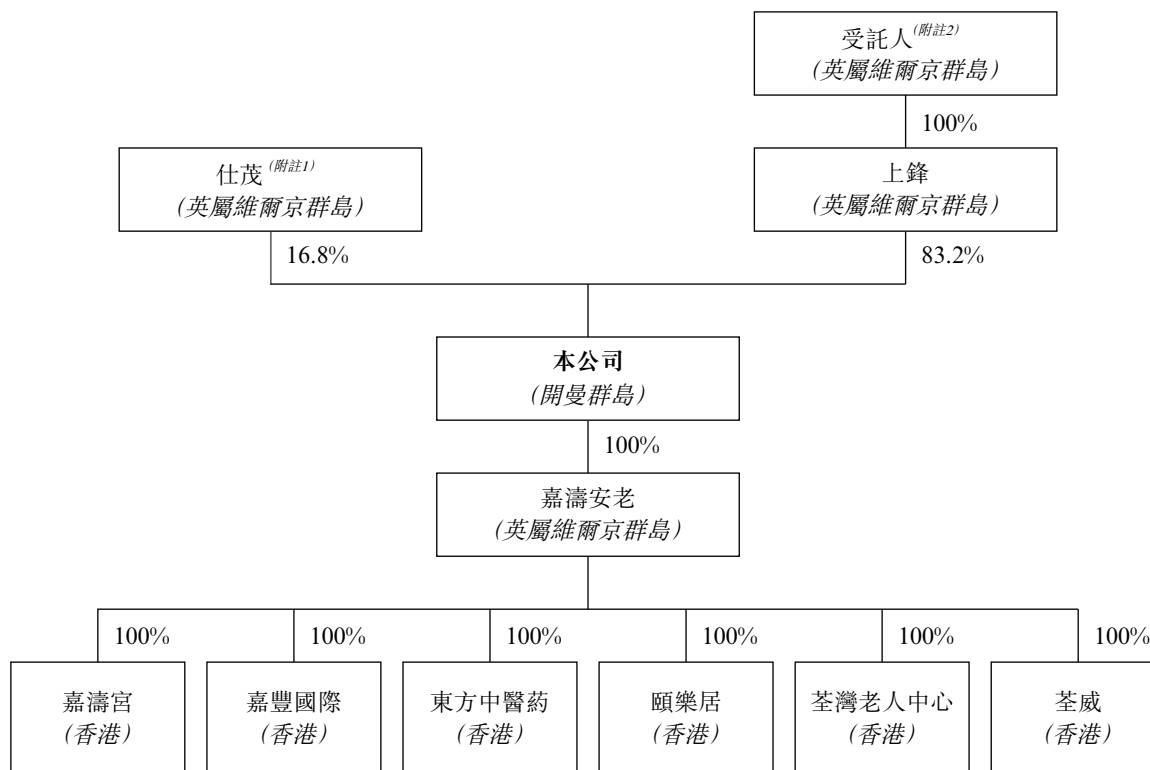 受託人(附註2)
(英屬維爾京群島)
100%
仕茂(附註1)
(英屬維爾京群島)
上鋒
(英屬維爾京群島)
16.8%
83.2%
本公司
(開曼群島)
100%
嘉濤安老
(英屬維爾京群島)
100%
100%
100%
100%
100%
100%
嘉濤宮
(香港)
嘉豐國際
(香港)
東方中醫葯
(香港)
頤樂居
(香港)
荃灣老人中心
(香港)
荃威
(香港)